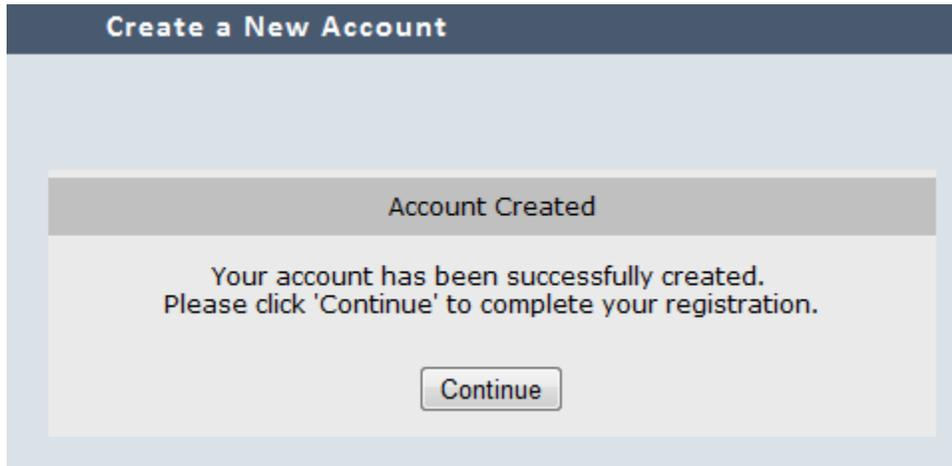 Create a New Account
Account Created
Your account has been successfully created.
Please click 'Continue' to complete your registration.
Continue